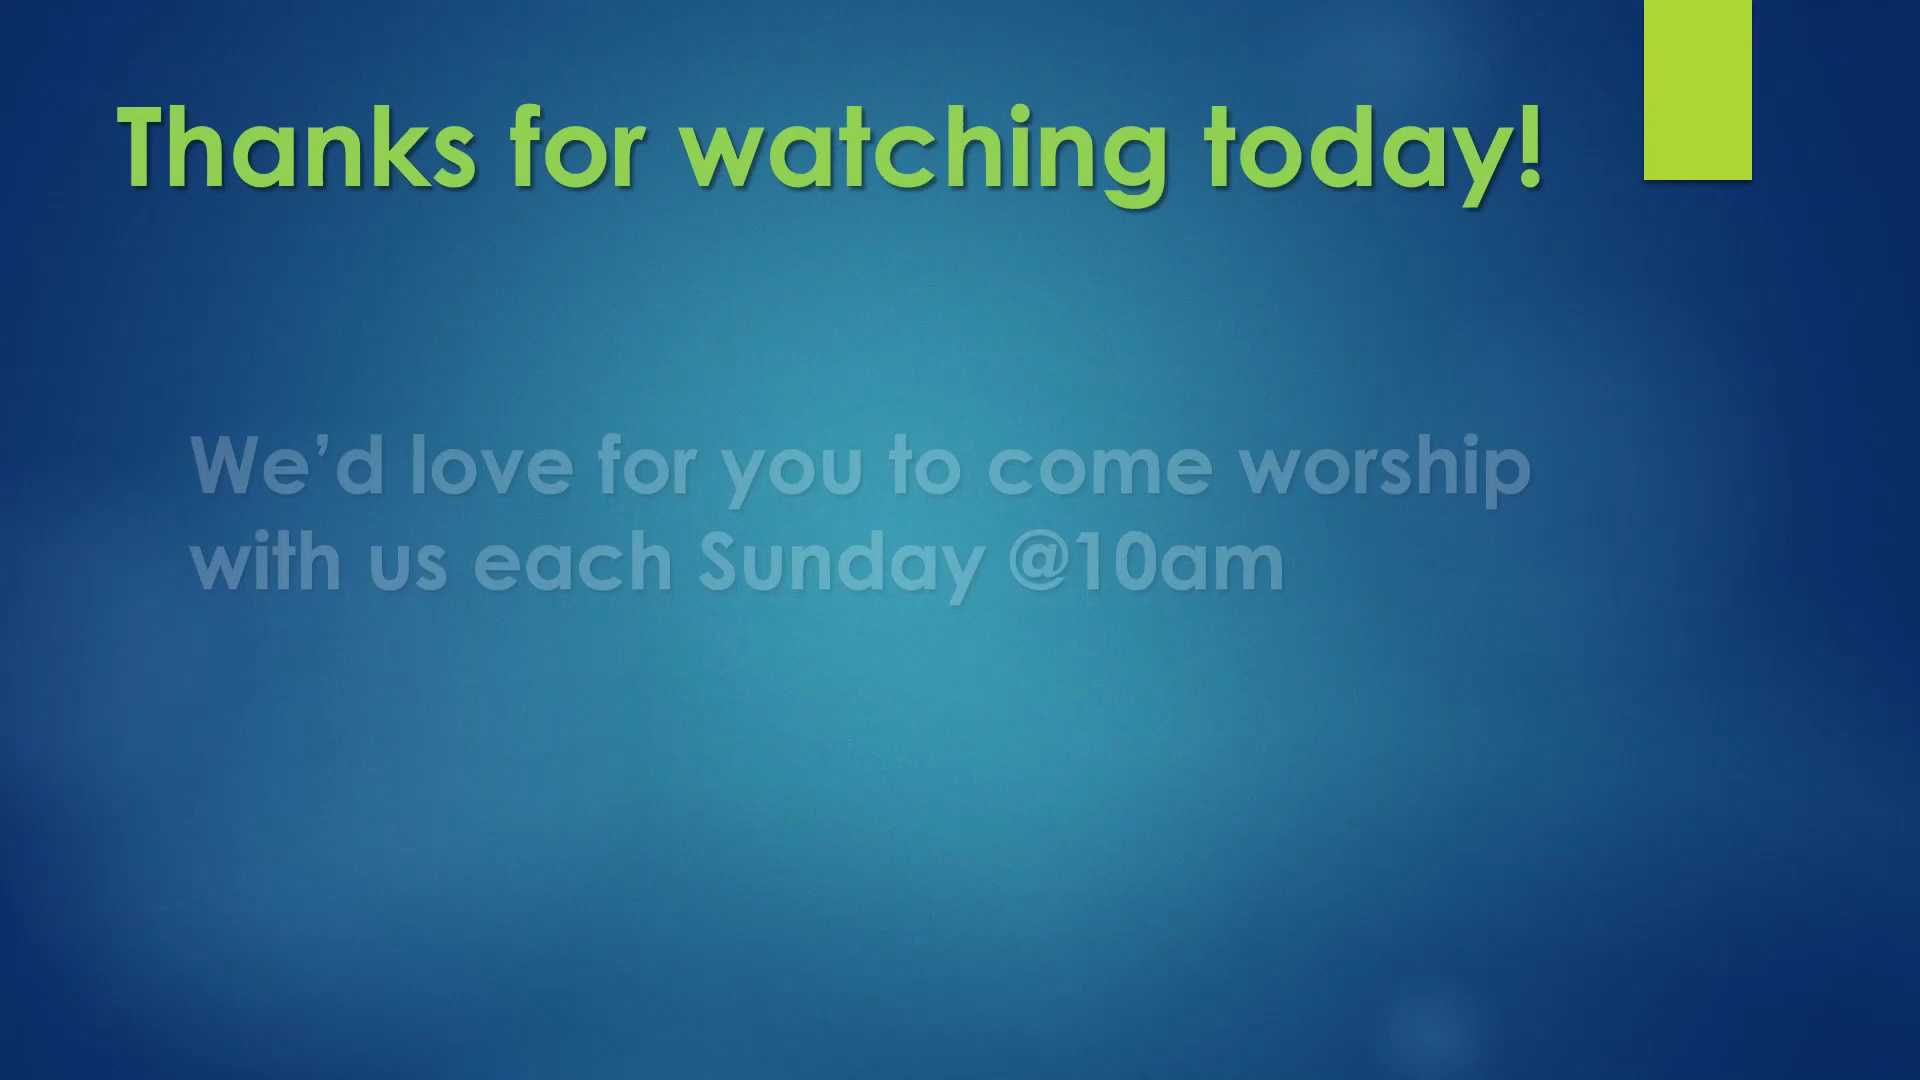 Thanks for watching today!
We’d love for you to come worship
with us each Sunday @10am